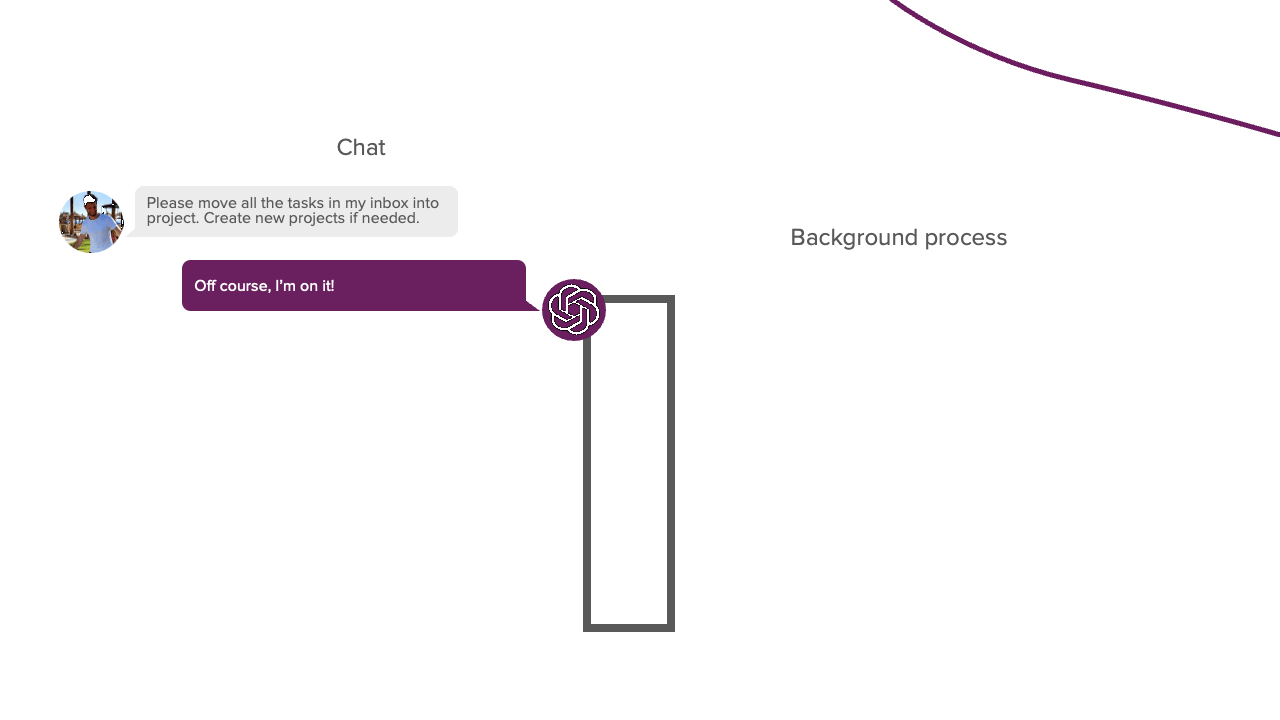 Chat
Please move all the tasks in my inbox into
project. Create new projects if needed.
Background process
Off course, I'm on it!